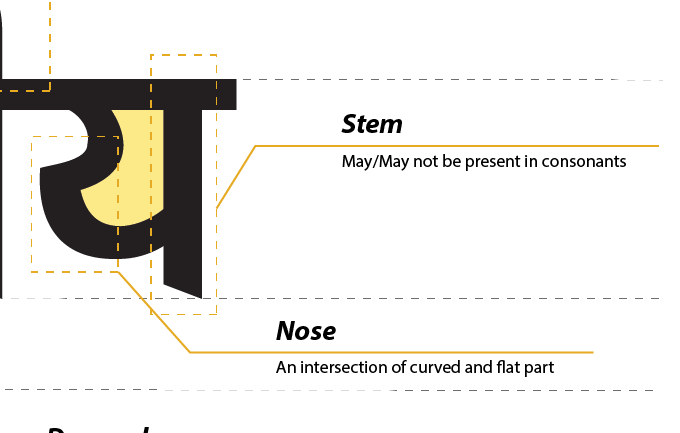 य
Stem
May/May not be present in consonants
Nose
An intersection of curved and flat part